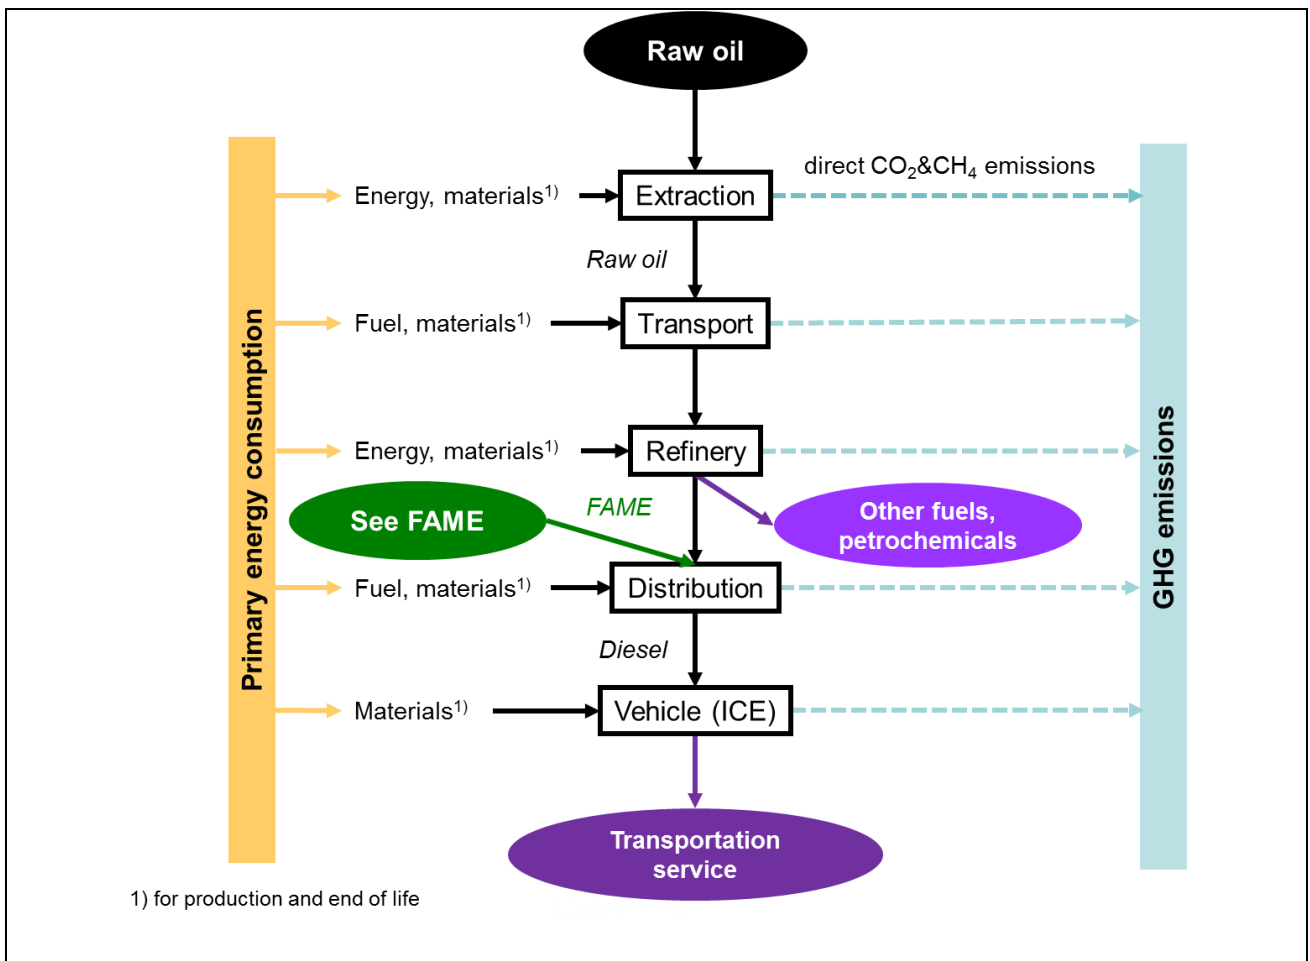 Raw oil
direct CO₂&CH₄ emissions
Energy, materials¹⁾
Extraction
Raw oil
Fuel, materials¹⁾
Transport
Primary energy consumption
GHG emissions
Energy, materials¹⁾
Refinery
See FAME
FAME
Other fuels,
petrochemicals
Fuel, materials¹⁾
Distribution
Diesel
Materials¹⁾
Vehicle (ICE)
Transportation
service
1) for production and end of life